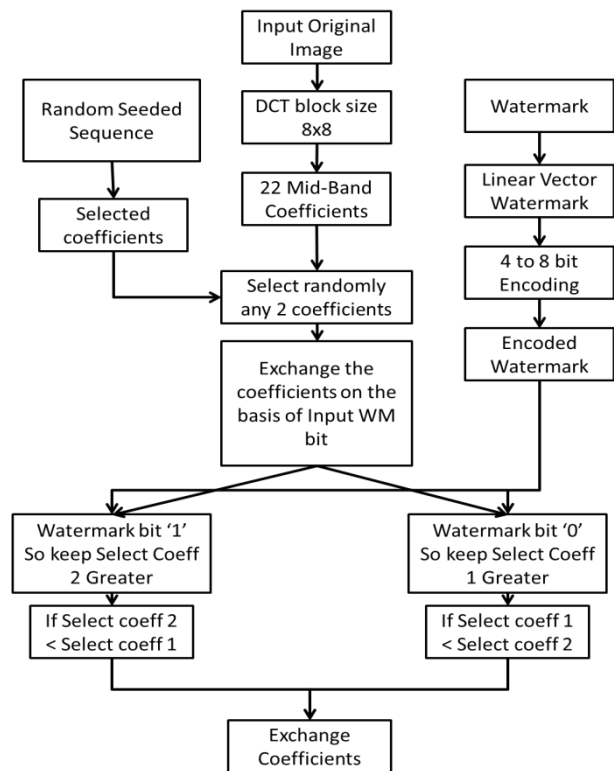 Input Original
Image
Random Seeded
Sequence
DCT block size
8x8
Watermark
Selected
coefficients
22 Mid-Band
Coefficients
Linear Vector
Watermark
Select randomly
any 2 coefficients
4 to 8 bit
Encoding
Exchange the
coefficients on the
basis of Input WM
bit
Encoded
Watermark
Watermark bit ‘1’
So keep Select Coeff
2 Greater
Watermark bit ‘0’
So keep Select Coeff
1 Greater
If Select coeff 2
< Select coeff 1
If Select coeff 1
< Select coeff 2
Exchange
Coefficients